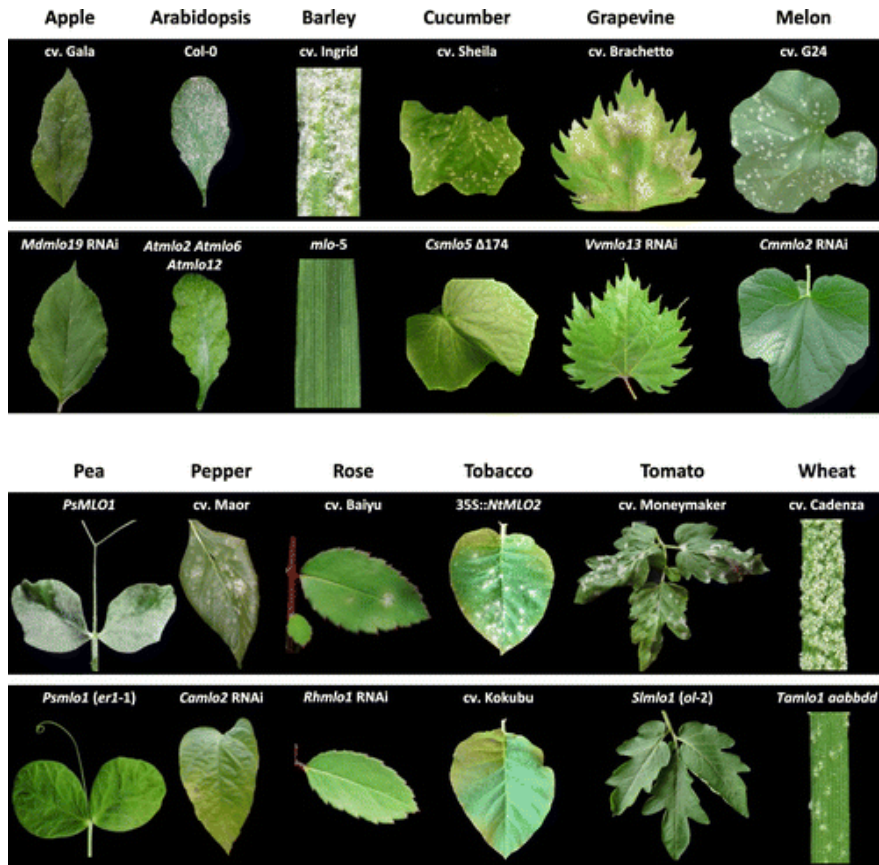 Apple Arabidopsis Barley Cucumber Grapevine Melon
cv. Gala Col-0 cv. Ingrid cv. Sheila cv. Brachetto cv. G24
Mdmlo19 RNAi Atmlo2 Atmlo6 mlo-5 Csmlo5 Δ174 Vvmlo13 RNAi Cmmlo2 RNAi
Atmlo12
Pea Pepper Rose Tobacco Tomato Wheat
PsMLO1 cv. Maor cv. Baiyu 35S::NtMLO2 cv. Moneymaker cv. Cadenza
Psmlo1 (er1-1) Camlo2 RNAi Rhmlo1 RNAi cv. Kokubu Slmlo1 (ol-2) Tamlo1 aabbdd